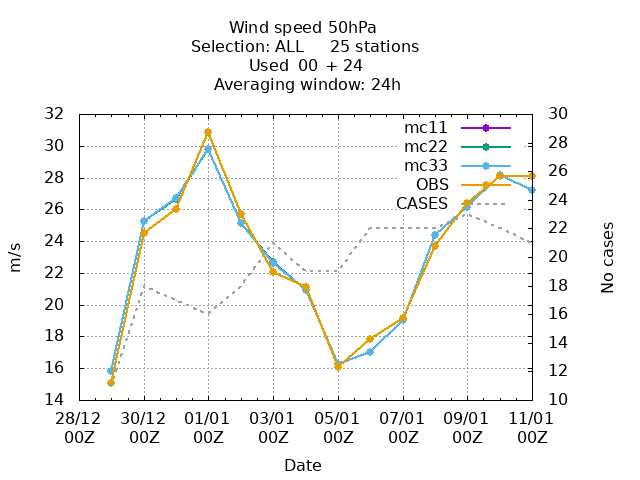 Wind speed 50hPa
Selection: ALL 25 stations
Used 00 + 24
Averaging window: 24h
32 30
30 28
28 26
26 24
24 22
22 20
20 18
18 16
16 14
14 12
10
m/s
No cases
mc11
mc22
mc33
OBS
CASES
28/12 30/12 01/01 03/01 05/01 07/01 09/01 11/01
00Z 00Z 00Z 00Z 00Z 00Z 00Z 00Z
Date